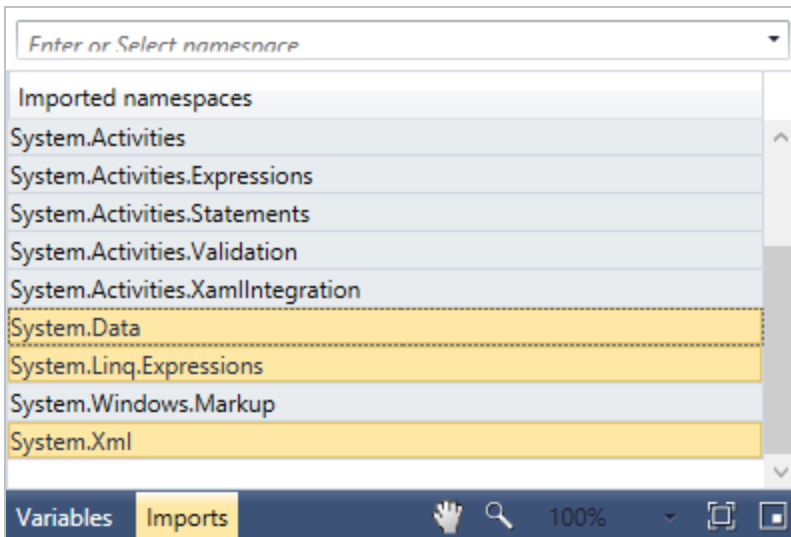 Enter or Select namespace
Imported namespaces
System.Activities
System.Activities.Expressions
System.Activities.Statements
System.Activities.Validation
System.Activities.XamlIntegration
System.Data
System.Linq.Expressions
System.Windows.Markup
System.Xml
Variables Imports 100%